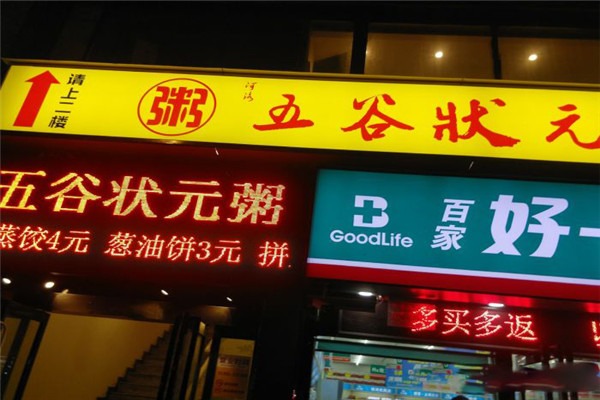 请上二楼
粥
五谷状元
五谷状元粥
蒸饺4元 葱油饼3元 拼
GoodLife
百家
好一
多买多返